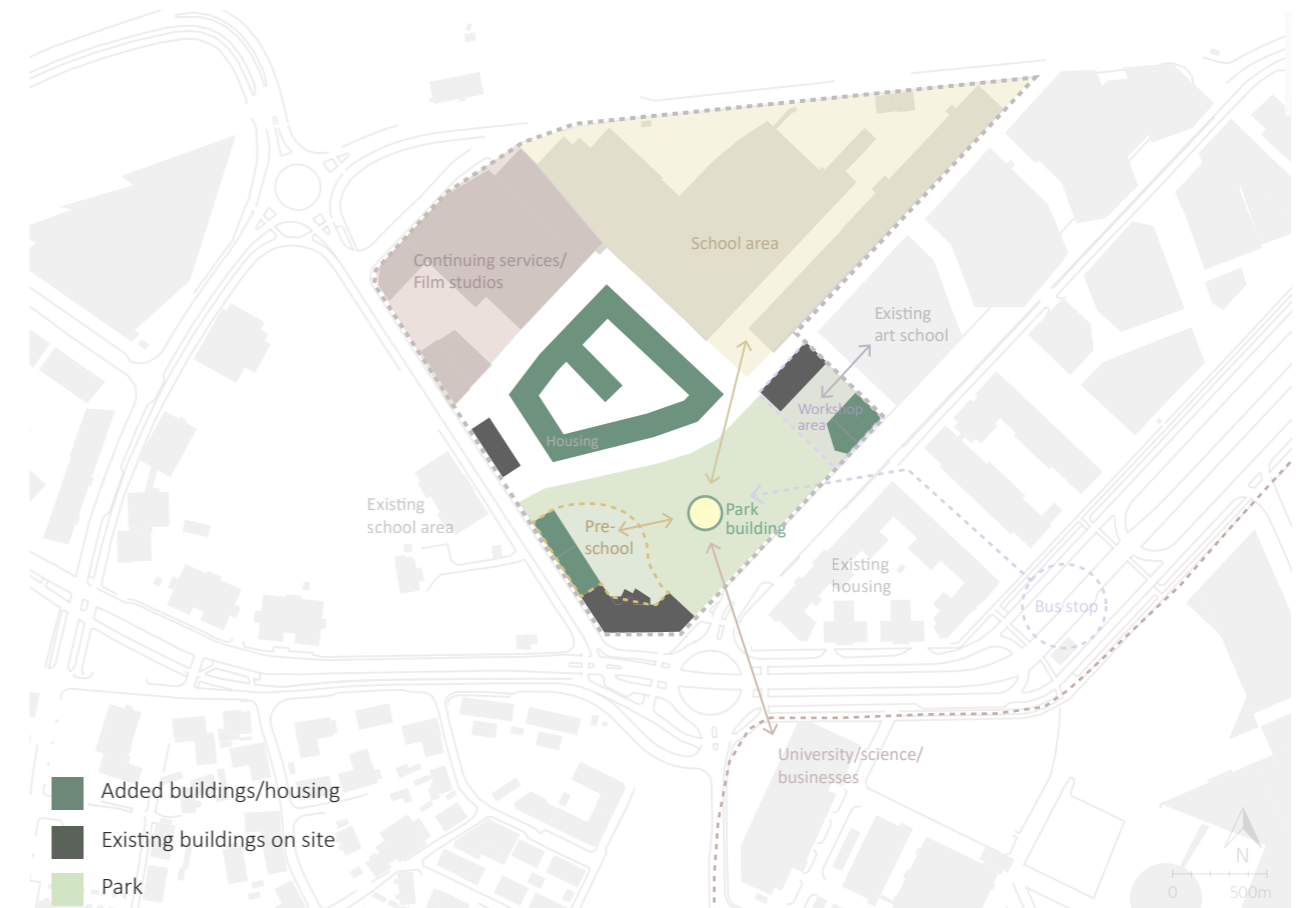 School area
Continuing services/
Film studios
Existing
art school
Workshop
area
Housing
Existing
school area
Pre-
school
Park
building
Existing
housing
Bus stop
University/science/
businesses
Added buildings/housing
Existing buildings on site
Park
N
0 500m